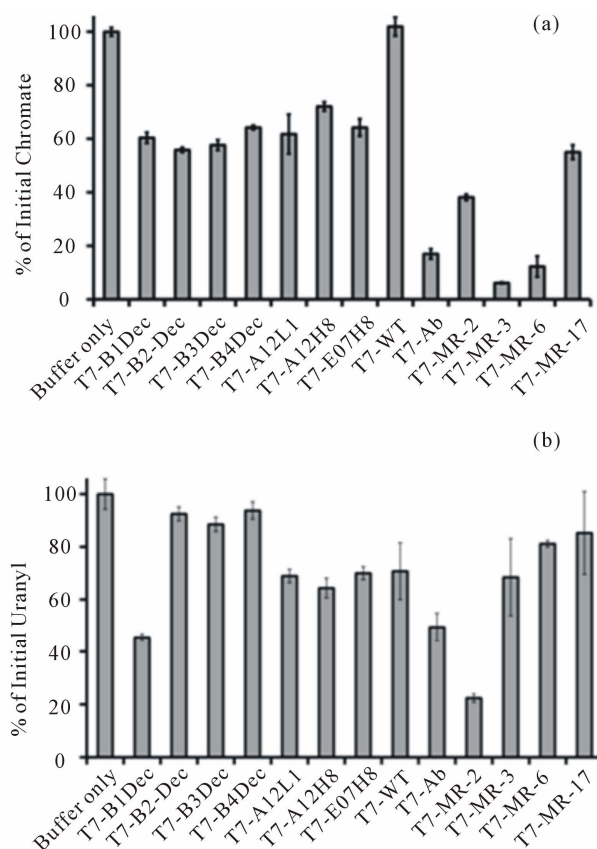 (a)
% of Initial Chromate
100
80
60
40
20
0
Buffer only
T7-B1Dec
T7-B2-Dec
T7-B3Dec
T7-B4Dec
T7-A12L1
T7-A12H8
T7-E07H8
T7-WT
T7-Ab
T7-MR-2
T7-MR-3
T7-MR-6
T7-MR-17
(b)
% of Initial Uranyl
100
80
60
40
20
0
Buffer only
T7-B1Dec
T7-B2-Dec
T7-B3Dec
T7-B4Dec
T7-A12L1
T7-A12H8
T7-E07H8
T7-WT
T7-Ab
T7-MR-2
T7-MR-3
T7-MR-6
T7-MR-17